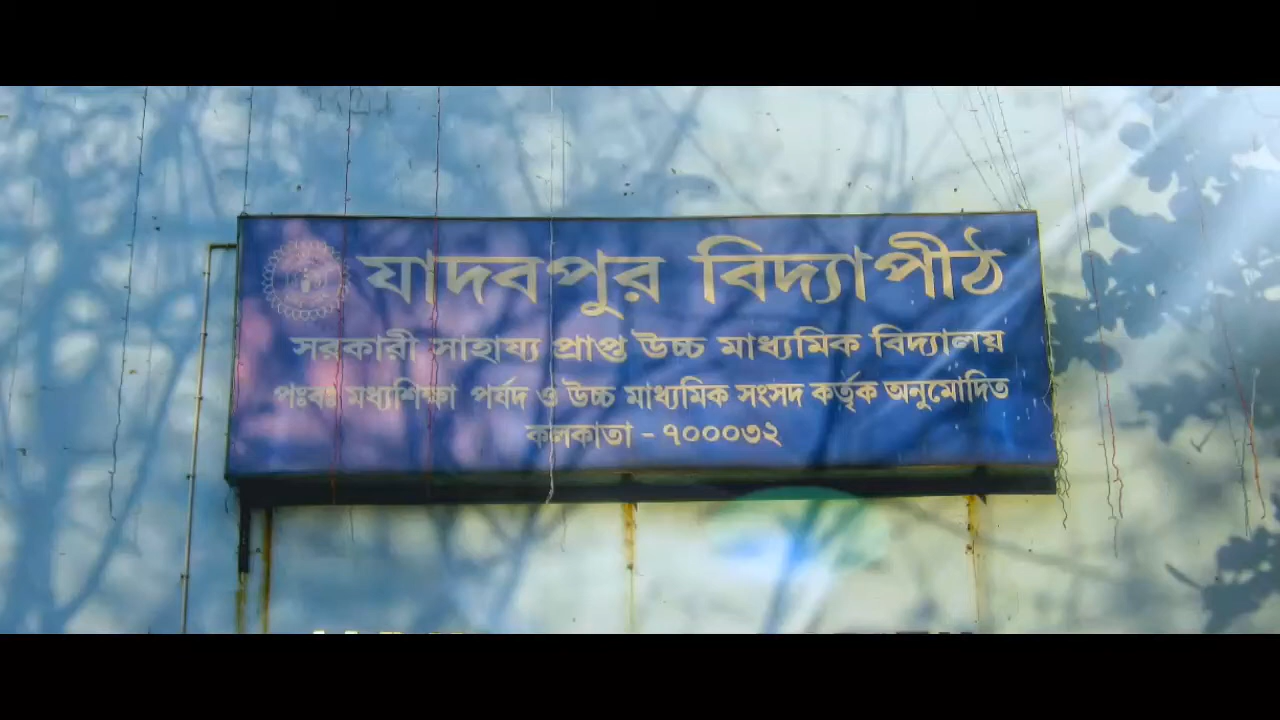 যাদবপুর বিদ্যাপীঠ
সরকারী সাহায্য প্রাপ্ত উচ্চ মাধ্যমিক বিদ্যালয়
পঃবঃ মধ্যশিক্ষা পর্ষদ ও উচ্চ মাধ্যমিক সংসদ কর্তৃক অনুমোদিত
কলকাতা - ৭০০০৩২